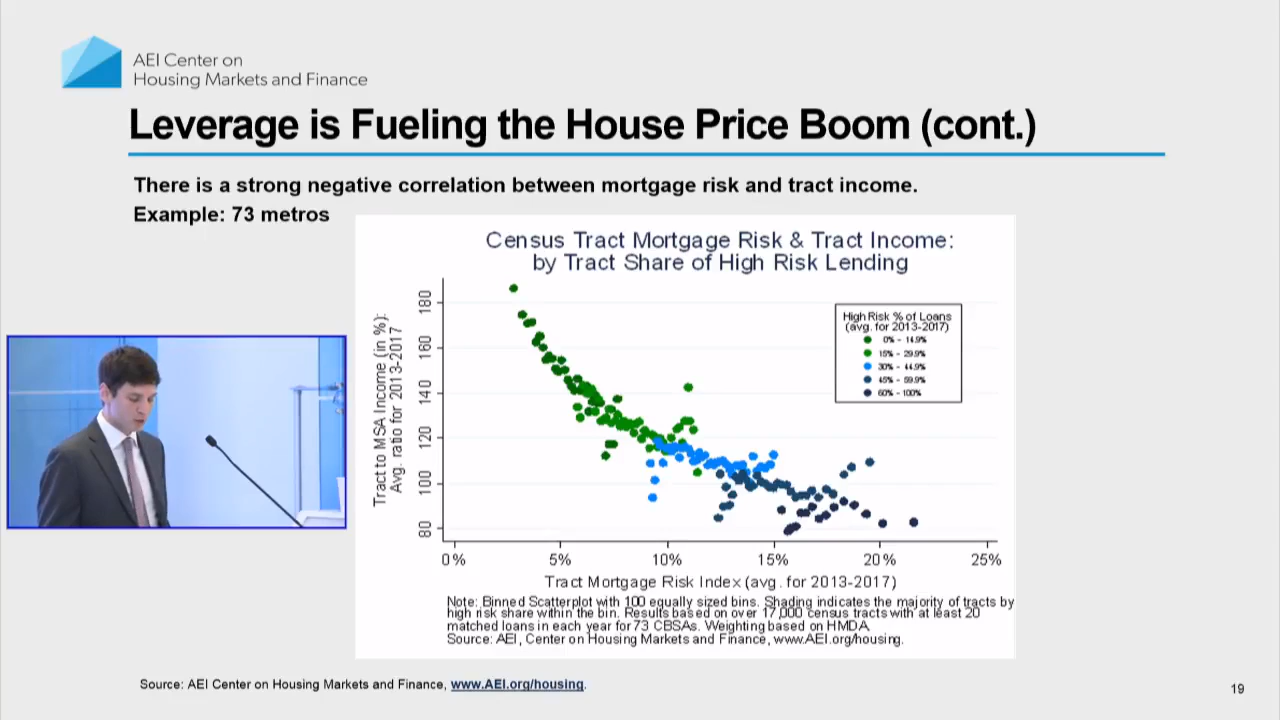 AEI Center on
Housing Markets and Finance
Leverage is Fueling the House Price Boom (cont.)
There is a strong negative correlation between mortgage risk and tract income.
Example: 73 metros
Census Tract Mortgage Risk & Tract Income:
by Tract Share of High Risk Lending
Tract to MSA Income (in %):
Avg. ratio for 2013-2017
180
160
140
120
100
80
High Risk % of Loans
(avg. for 2013-2017)
0% - 14.9%
15% - 29.9%
30% - 44.9%
45% - 59.9%
60% - 100%
0% 5% 10% 15% 20% 25%
Tract Mortgage Risk Index (avg. for 2013-2017)
Note: Binned Scatterplot with 100 equally sized bins. Shading indicates the majority of tracts by
high risk share within the bin. Results based on over 17,000 census tracts with at least 20
matched loans in each year for 73 CBSAs. Weighting based on HMDA
Source: AEI, Center on Housing Markets and Finance, www.AEI.org/housing.
Source: AEI Center on Housing Markets and Finance, www.AEI.org/housing.
19